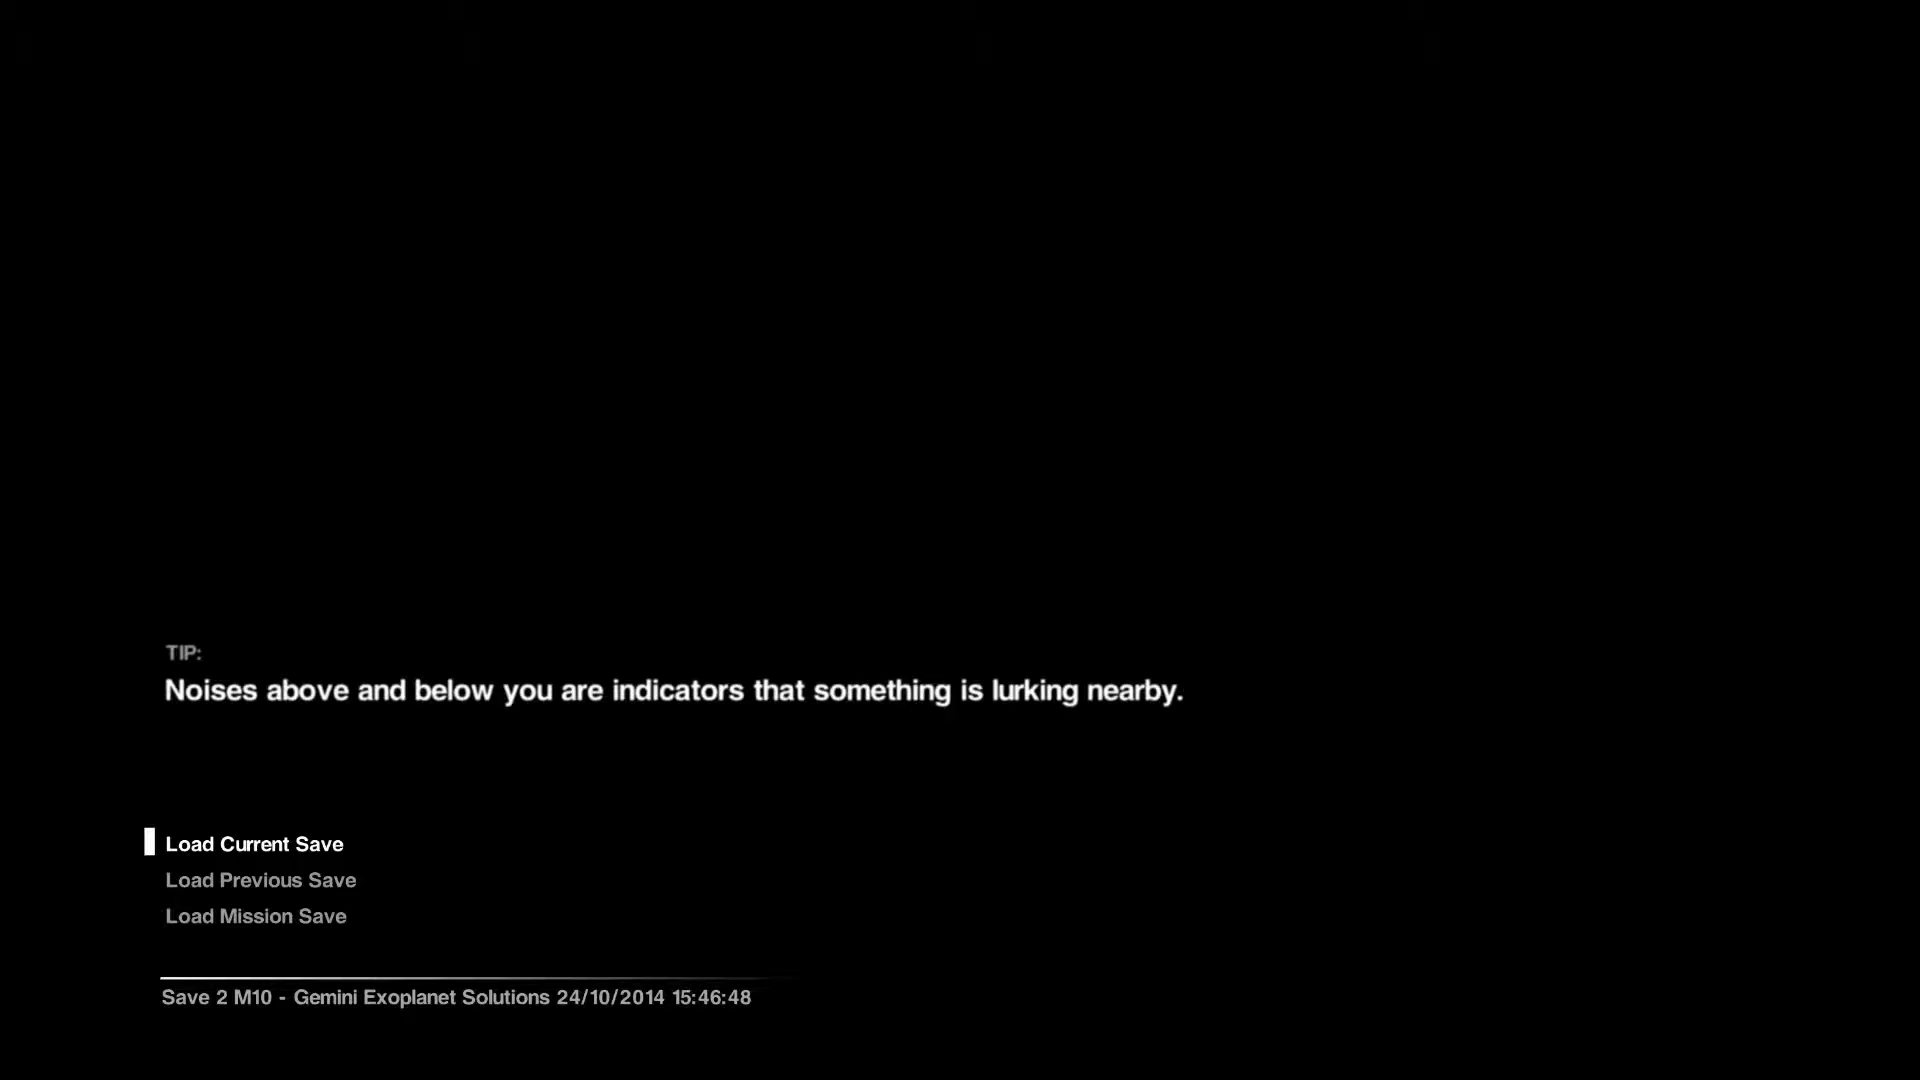 TIP:
Noises above and below you are indicators that something is lurking nearby.
Load Current Save
Load Previous Save
Load Mission Save
Save 2 M10 - Gemini Exoplanet Solutions 24/10/2014 15:46:48